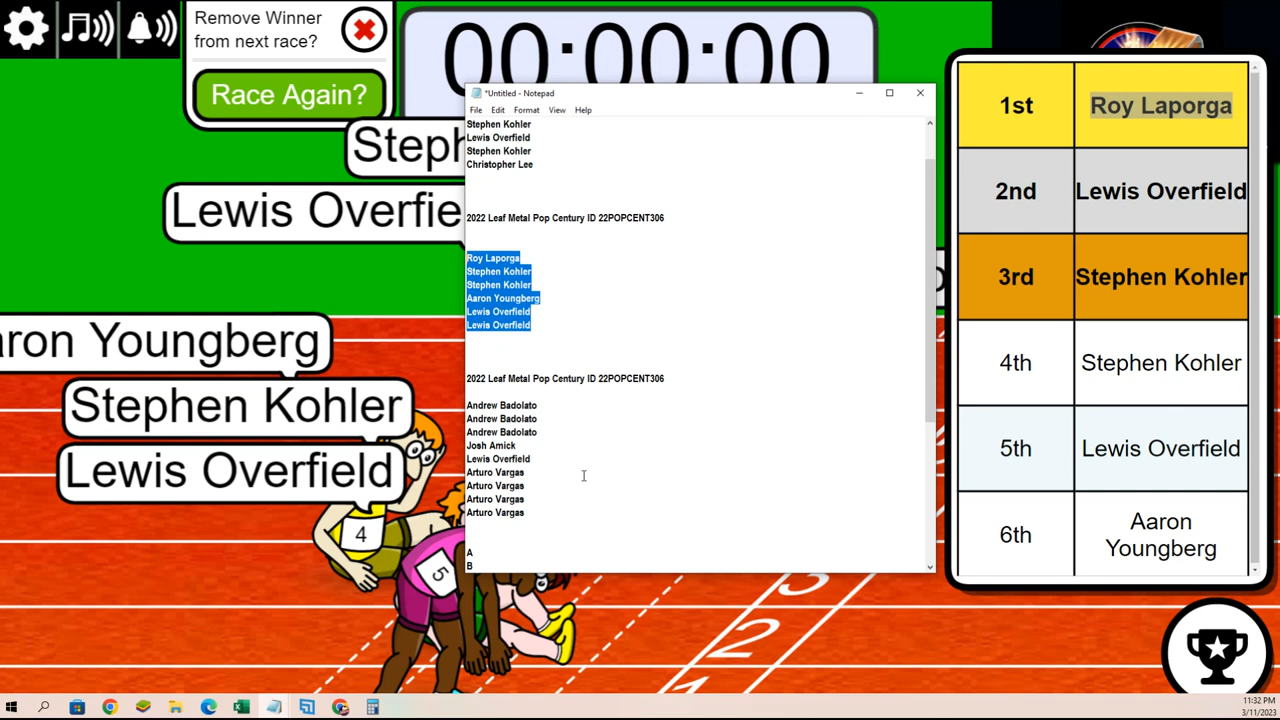 Remove Winner
from next race?
Race Again?
00:00:00
Steph
Lewis Overfie
ron Youngberg
Stephen Kohler
Lewis Overfield
4
5
3
2
*Untitled - Notepad
File Edit Format View Help
Stephen Kohler
Lewis Overfield
Stephen Kohler
Christopher Lee
2022 Leaf Metal Pop Century ID 22POPCENT306
Roy Laporga
Stephen Kohler
Stephen Kohler
Aaron Youngberg
Lewis Overfield
Lewis Overfield
2022 Leaf Metal Pop Century ID 22POPCENT306
Andrew Badolato
Andrew Badolato
Andrew Badolato
Josh Amick
Lewis Overfield
Arturo Vargas
Arturo Vargas
Arturo Vargas
Arturo Vargas
A
B
1st Roy Laporga
2nd Lewis Overfield
3rd Stephen Kohler
4th Stephen Kohler
5th Lewis Overfield
6th Aaron
Youngberg
11:32 PM
3/11/2023